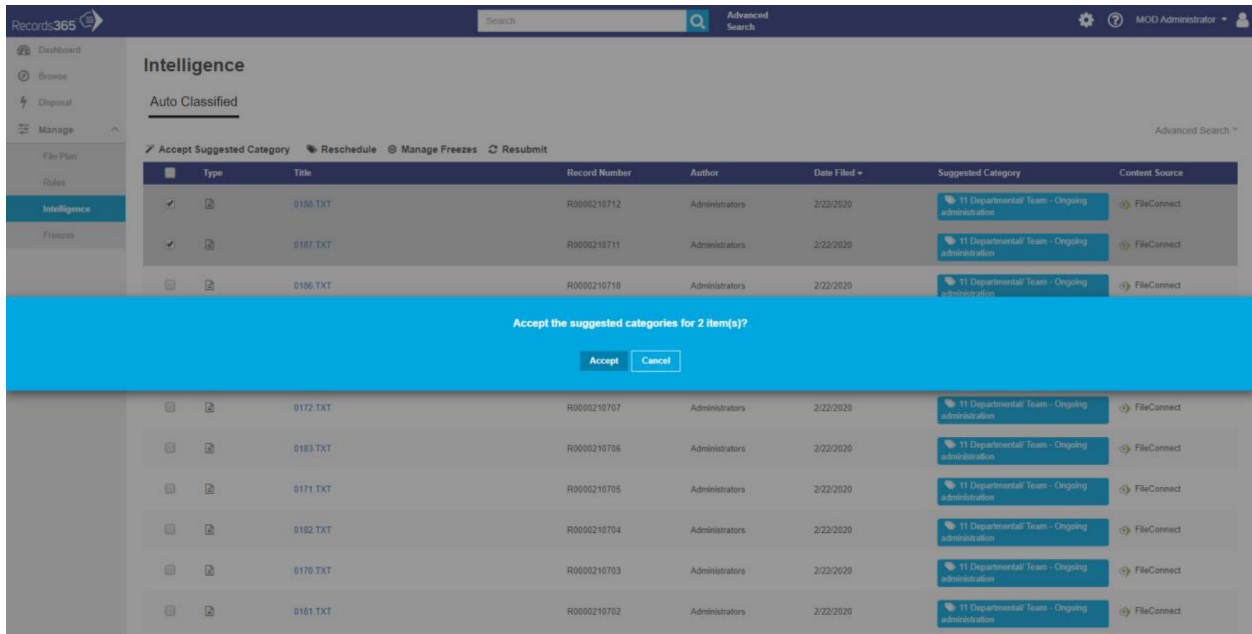 Records365
Search
Advanced
Search
MOD Administrator
Dashboard
Browse
Disposal
Manage
File Plan
Rules
Intelligence
Freezes
Intelligence
Auto Classified
Advanced Search
Accept Suggested Category Reschedule Manage Freezes Resubmit
Type Title Record Number Author Date Filed Suggested Category Content Source
0188.TXT R0000210712 Administrators 2/22/2020 11 Departmental/ Team - Ongoing
administration FileConnect
0187.TXT R0000210711 Administrators 2/22/2020 11 Departmental/ Team - Ongoing
administration FileConnect
0186.TXT R0000210710 Administrators 2/22/2020 11 Departmental/ Team - Ongoing
administration FileConnect
Accept the suggested categories for 2 item(s)?
Accept Cancel
0172.TXT R0000210707 Administrators 2/22/2020 11 Departmental/ Team - Ongoing
administration FileConnect
0183.TXT R0000210706 Administrators 2/22/2020 11 Departmental/ Team - Ongoing
administration FileConnect
0171.TXT R0000210705 Administrators 2/22/2020 11 Departmental/ Team - Ongoing
administration FileConnect
0182.TXT R0000210704 Administrators 2/22/2020 11 Departmental/ Team - Ongoing
administration FileConnect
0170.TXT R0000210703 Administrators 2/22/2020 11 Departmental/ Team - Ongoing
administration FileConnect
0181.TXT R0000210702 Administrators 2/22/2020 11 Departmental/ Team - Ongoing
administration FileConnect